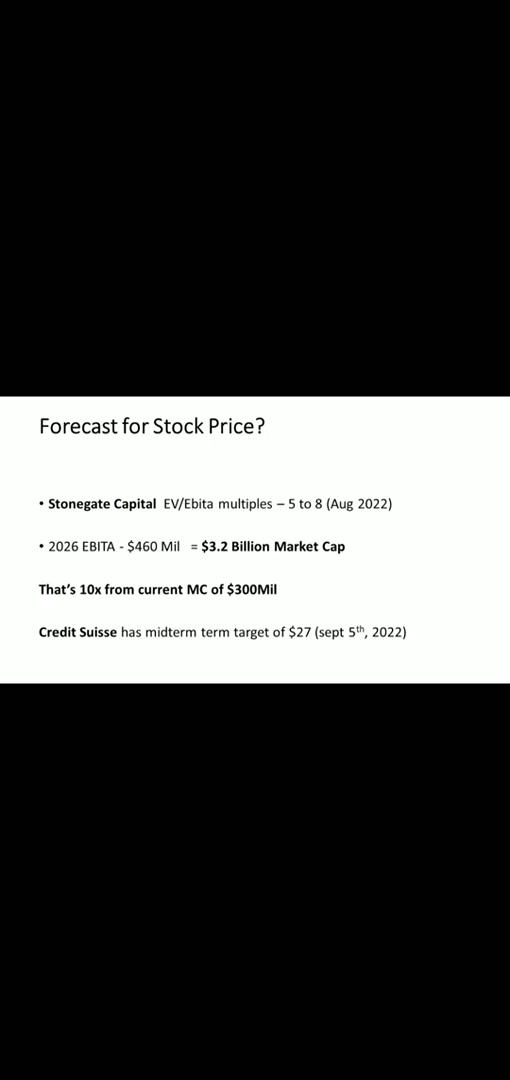 Forecast for Stock Price?
• Stonegate Capital EV/Ebita multiples – 5 to 8 (Aug 2022)
• 2026 EBITA - $460 Mil = $3.2 Billion Market Cap
That's 10x from current MC of $300Mil
Credit Suisse has midterm term target of $27 (sept 5th, 2022)